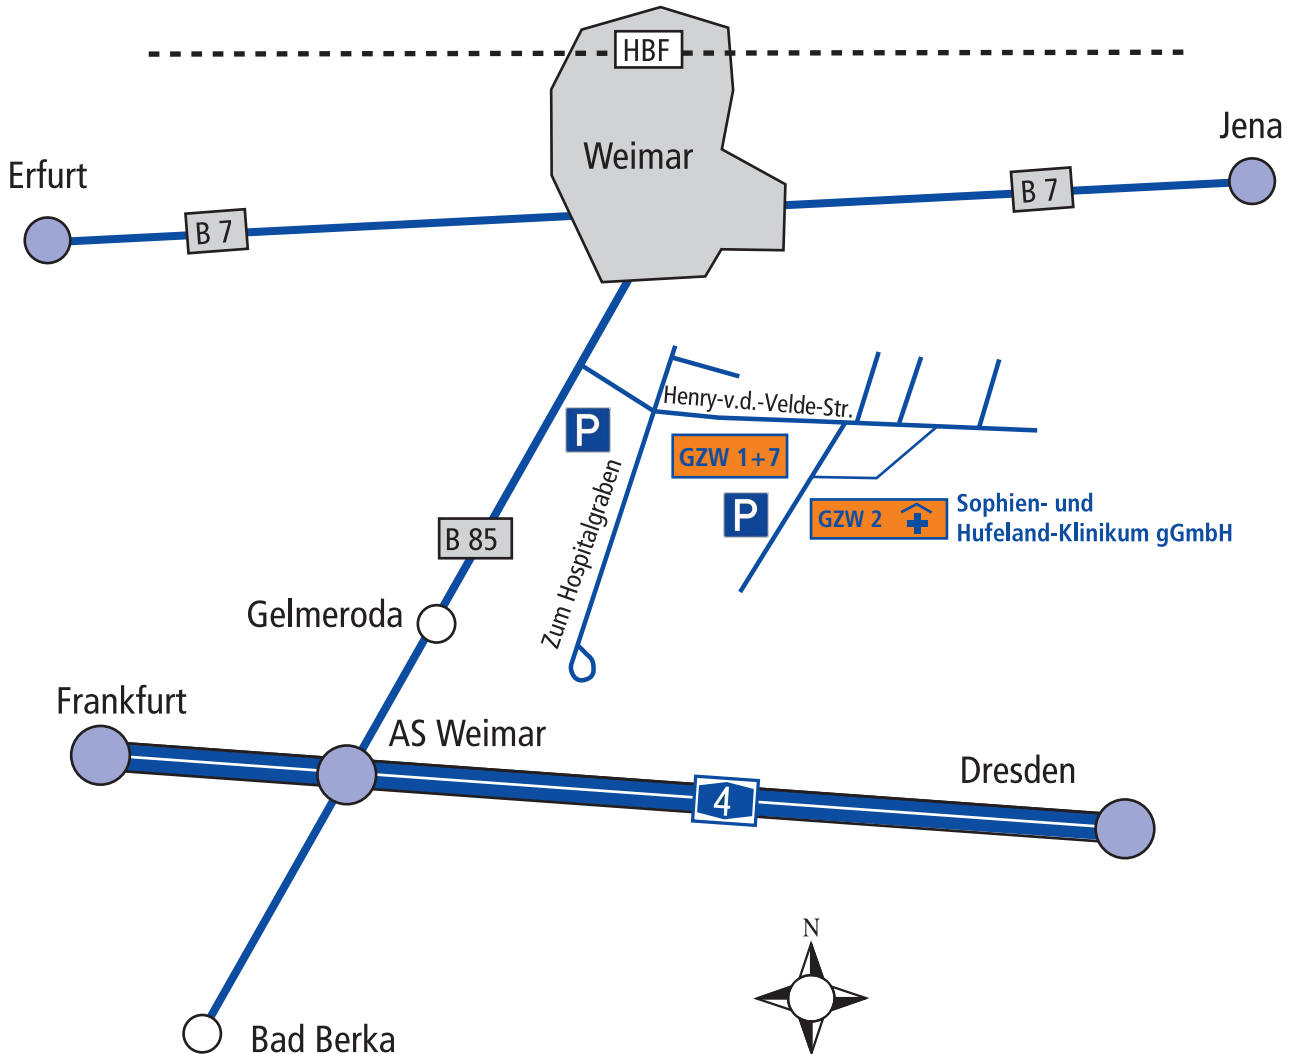 HBF
Jena
Weimar
Erfurt
B 7
B 7
Henry-v.d.-Velde-Str.
P
GZW 1+7
Zum Hospitalgraben
P
GZW 2
Sophien- und
Hufeland-Klinikum gGmbH
B 85
Gelmeroda
Frankfurt
AS Weimar
Dresden
4
N
Bad Berka